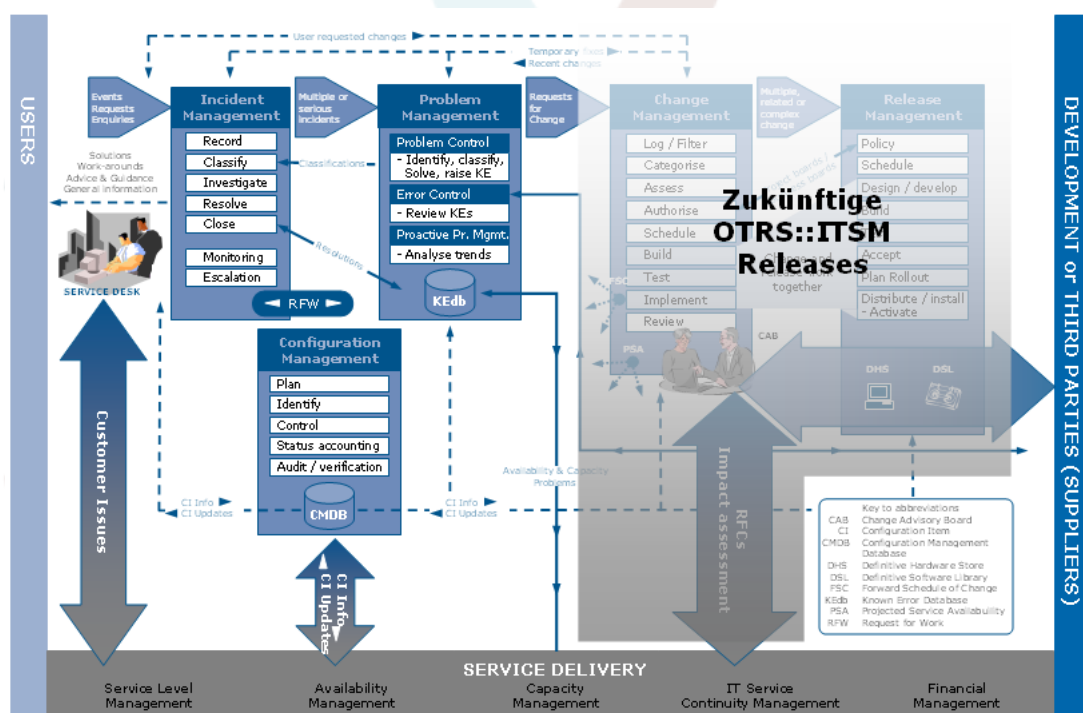 USERS
User requested changes
Temporary fixes
Recent changes
Events
Requests
Enquiries
Incident
Management
Record
Classify
Investigate
Resolve
Close
Monitoring
Escalation
Multiple or
serious
incidents
Problem
Management
Problem Control
- Identify, classify,
Solve, raise KE
Error Control
- Review KEs
Proactive Pr. Mgmt.
- Analyse trends
KEdb
Requests
for
Change
Change
Management
Log / Filter
Categorise
Assess
Authorise
Schedule
Build
Test
Implement
Review
Multiple,
related or
complex
change
Release
Management
Policy
Schedule
Design / develop
Build
Accept
Plan Rollout
Distribute / install
- Activate
Zukünftige
OTRS::ITSM
Releases
Change and
release work
together
Solutions
Work-arounds
Advice & Guidance
General information
SERVICE DESK
Classifications
Resolutions
RFW
FSC
PSA
CAB
DHS
DSL
Configuration
Management
Plan
Identify
Control
Status accounting
Audit / verification
CMDB
CI Info
CI Updates
CI Info
CI Updates
Availability & Capacity
Problems
Customer Issues
CI Info
CI Updates
RFCs
Impact assessment
Key to abbreviations
CAB Change Advisory Board
CI Configuration Item
CMDB Configuration Management
Database
DHS Definitive Hardware Store
DSL Definitive Software Library
FSC Forward Schedule of Change
KEdb Known Error Database
PSA Projected Service Availability
RFW Request for Work
DEVELOPMENT or THIRD PARTIES (SUPPLIERS)
SERVICE DELIVERY
Service Level
Management
Availability
Management
Capacity
Management
IT Service
Continuity Management
Financial
Management